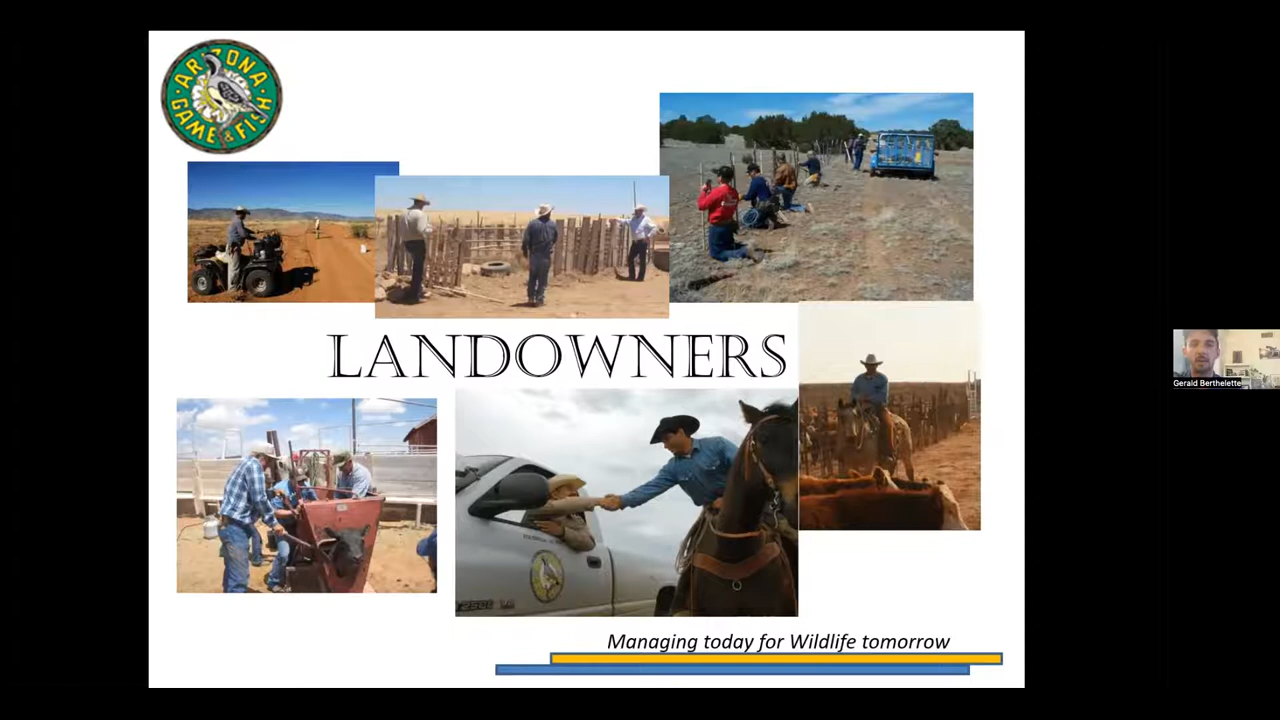 ARIZONA
GAME & FISH
LANDOWNERS
Managing today for Wildlife tomorrow
Gerald Berthelette